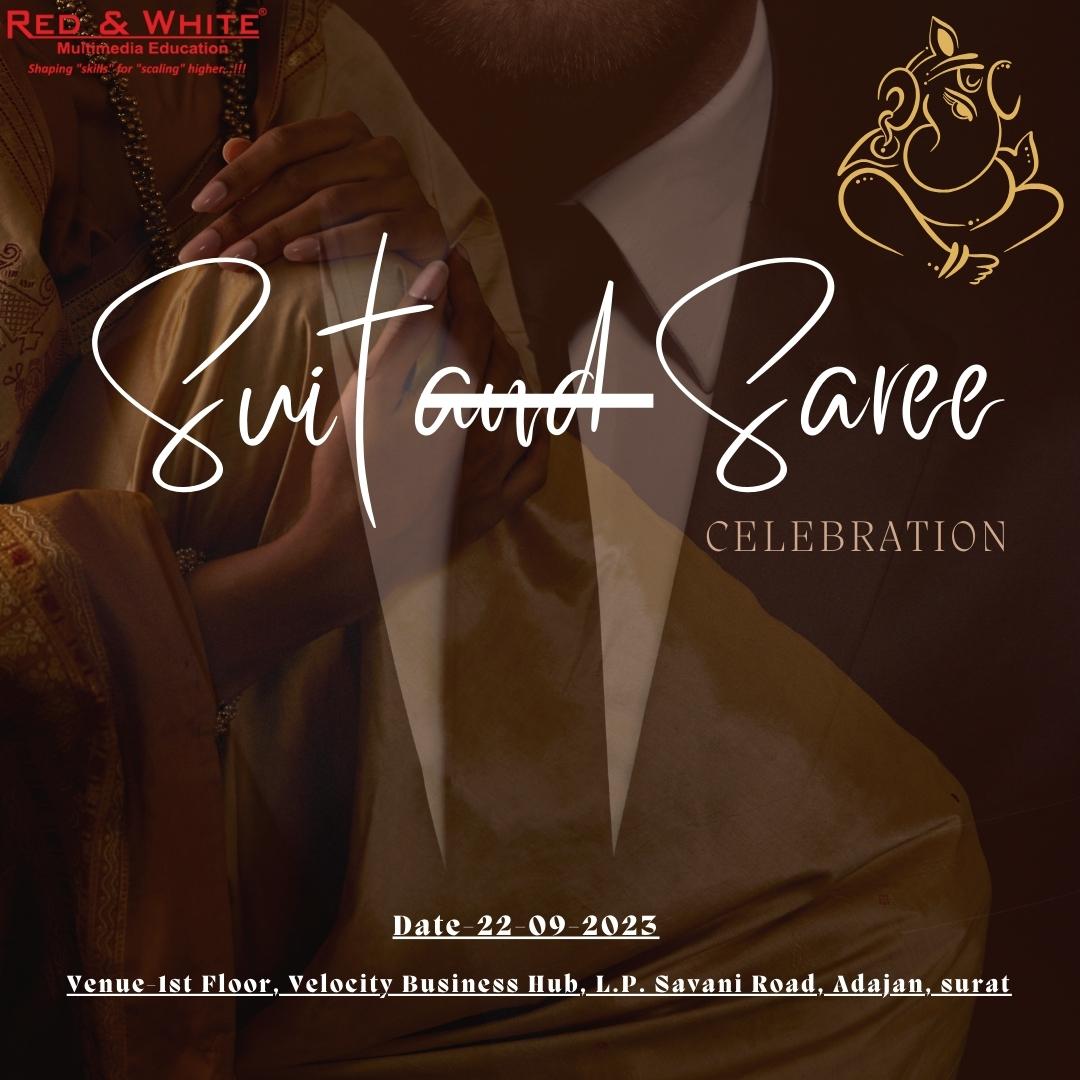 RED & WHITE®
Multimedia Education
Shaping "skills" for "scaling" higher..!!!
Suit and Saree
CELEBRATION
Date-22-09-2023
Venue-1st Floor, Velocity Business Hub, L.P. Savani Road, Adajan, surat